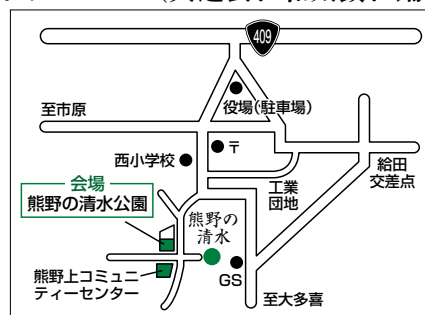 409
役場(駐車場)
至市原
〒
西小学校
給田
交差点
工業
団地
会場
熊野の清水公園
熊野の
清水
熊野上コミュニ
ティーセンター
GS
至大多喜